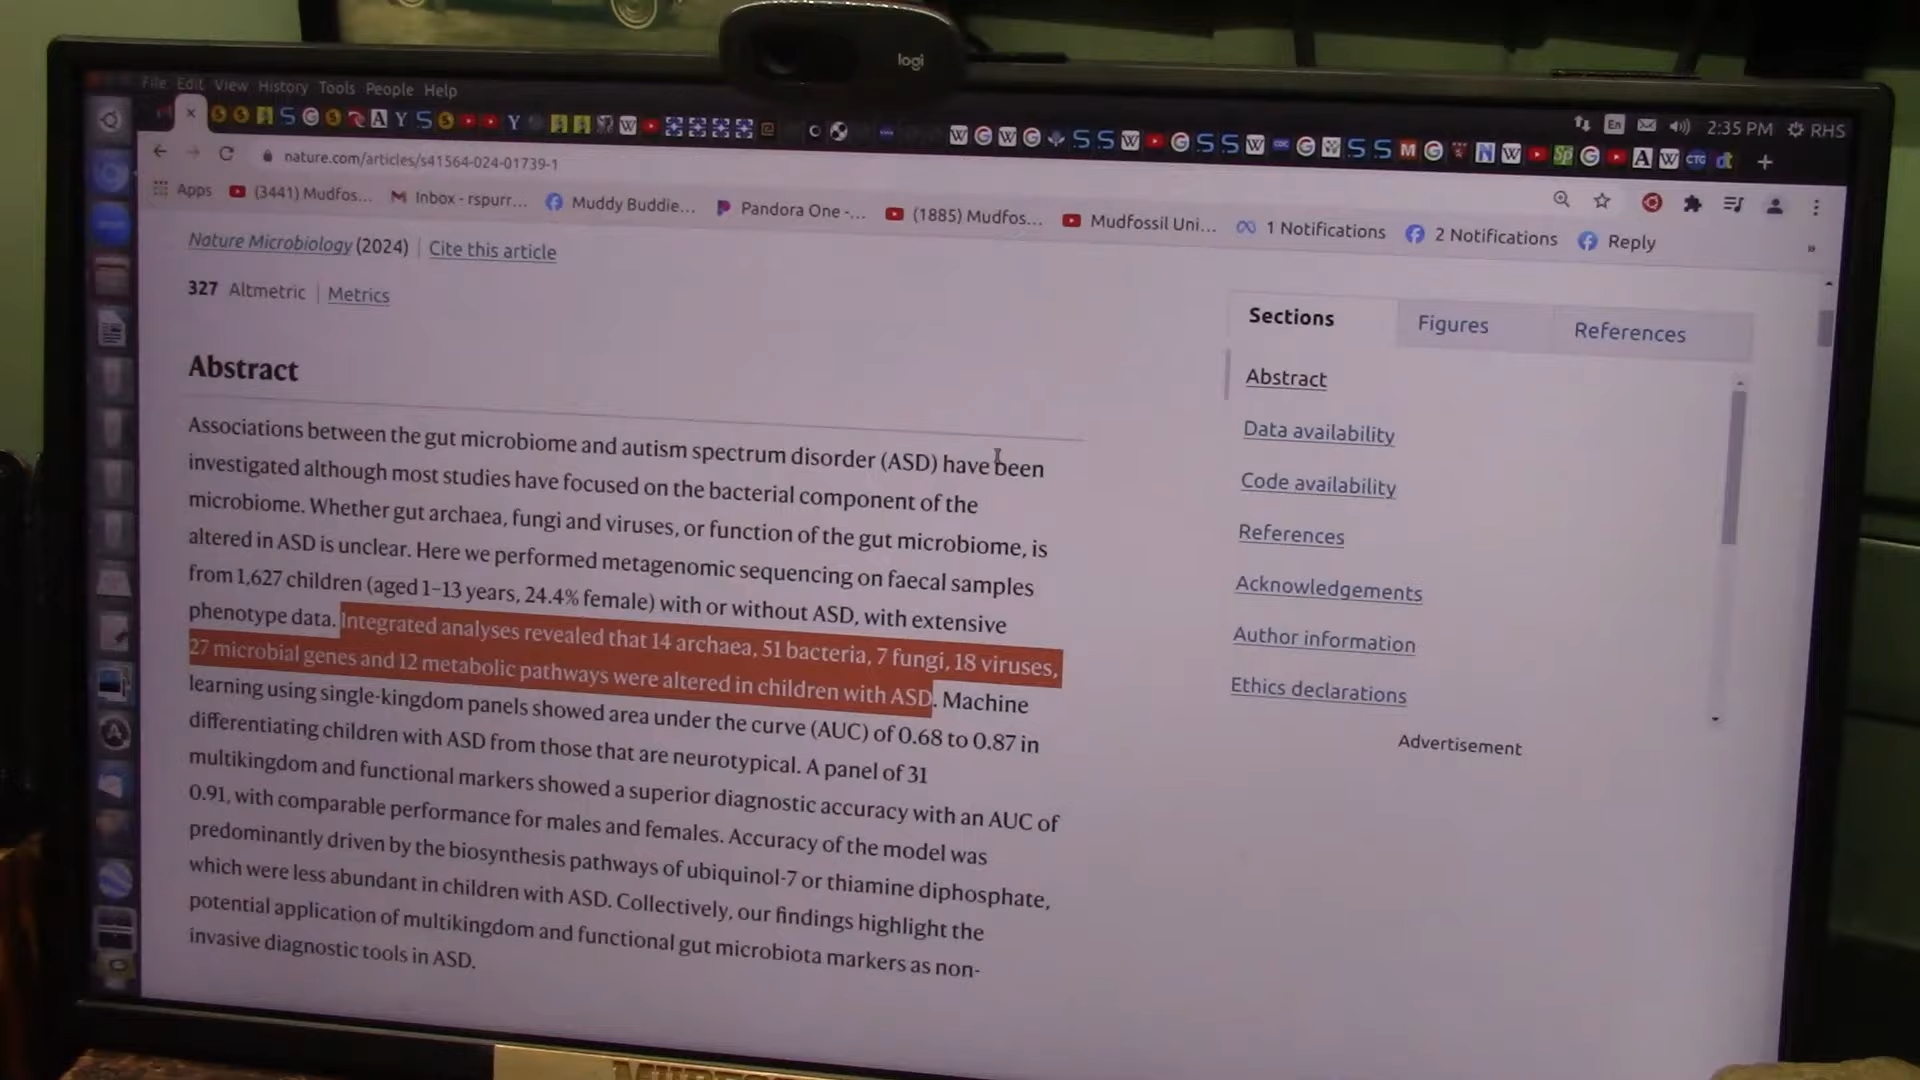 logi
File Edit View History Tools People Help
En 2:35 PM RHS
nature.com/articles/s41564-024-01739-1
Apps (3441) Mudfos... Inbox - rspurr... Muddy Buddie... Pandora One -... (1885) Mudfos... Mudfossil Uni... 1 Notifications 2 Notifications Reply
Nature Microbiology (2024) | Cite this article
327 Altmetric | Metrics
Abstract
Associations between the gut microbiome and autism spectrum disorder (ASD) have been
investigated although most studies have focused on the bacterial component of the
microbiome. Whether gut archaea, fungi and viruses, or function of the gut microbiome, is
altered in ASD is unclear. Here we performed metagenomic sequencing on faecal samples
from 1,627 children (aged 1–13 years, 24.4% female) with or without ASD, with extensive
phenotype data. Integrated analyses revealed that 14 archaea, 51 bacteria, 7 fungi, 18 viruses,
27 microbial genes and 12 metabolic pathways were altered in children with ASD. Machine
learning using single-kingdom panels showed area under the curve (AUC) of 0.68 to 0.87 in
differentiating children with ASD from those that are neurotypical. A panel of 31
multikingdom and functional markers showed a superior diagnostic accuracy with an AUC of
0.91, with comparable performance for males and females. Accuracy of the model was
predominantly driven by the biosynthesis pathways of ubiquinol-7 or thiamine diphosphate,
which were less abundant in children with ASD. Collectively, our findings highlight the
potential application of multikingdom and functional gut microbiota markers as non-
invasive diagnostic tools in ASD.
Sections Figures References
Abstract
Data availability
Code availability
References
Acknowledgements
Author information
Ethics declarations
Advertisement